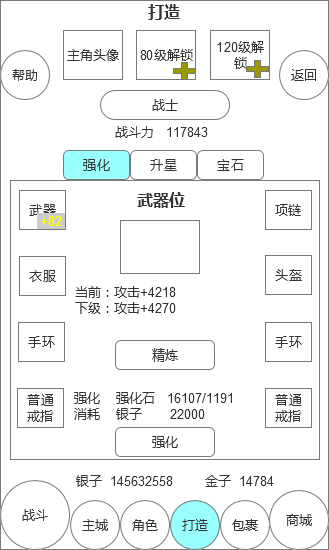 打造
帮助
主角头像
80级解锁
120级解
锁
返回
战士
战斗力 117843
强化 升星 宝石
武器位
武器
+82
项链
衣服
头盔
当前：攻击+4218
下级：攻击+4270
手环
手环
精炼
普通
戒指
强化 强化石 16107/1191
消耗 银子 22000
普通
戒指
强化
银子 145632558 金子 14784
战斗
主城
角色
打造
包裹
商城